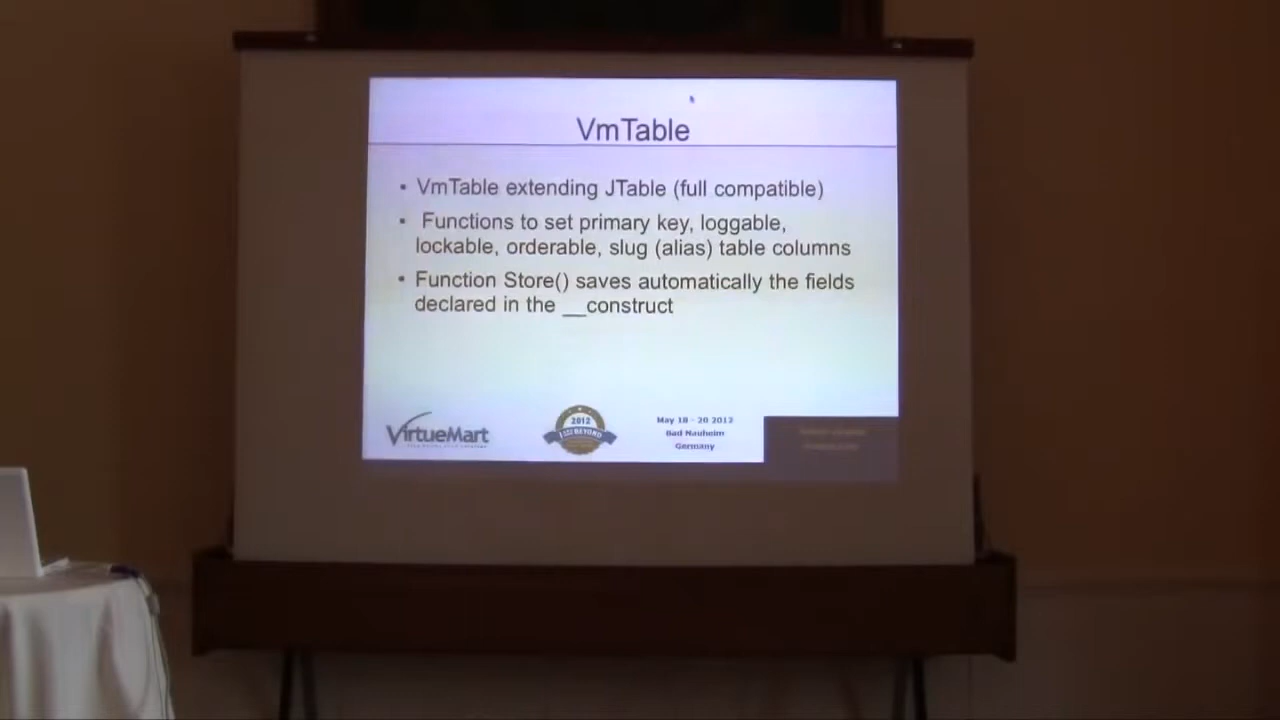 VmTable
• VmTable extending JTable (full compatible)
• Functions to set primary key, loggable,
lockable, orderable, slug (alias) table columns
• Function Store() saves automatically the fields
declared in the __construct
VirtueMart
2012
BEYOND
May 18 - 20 2012
Bad Nauheim
Germany